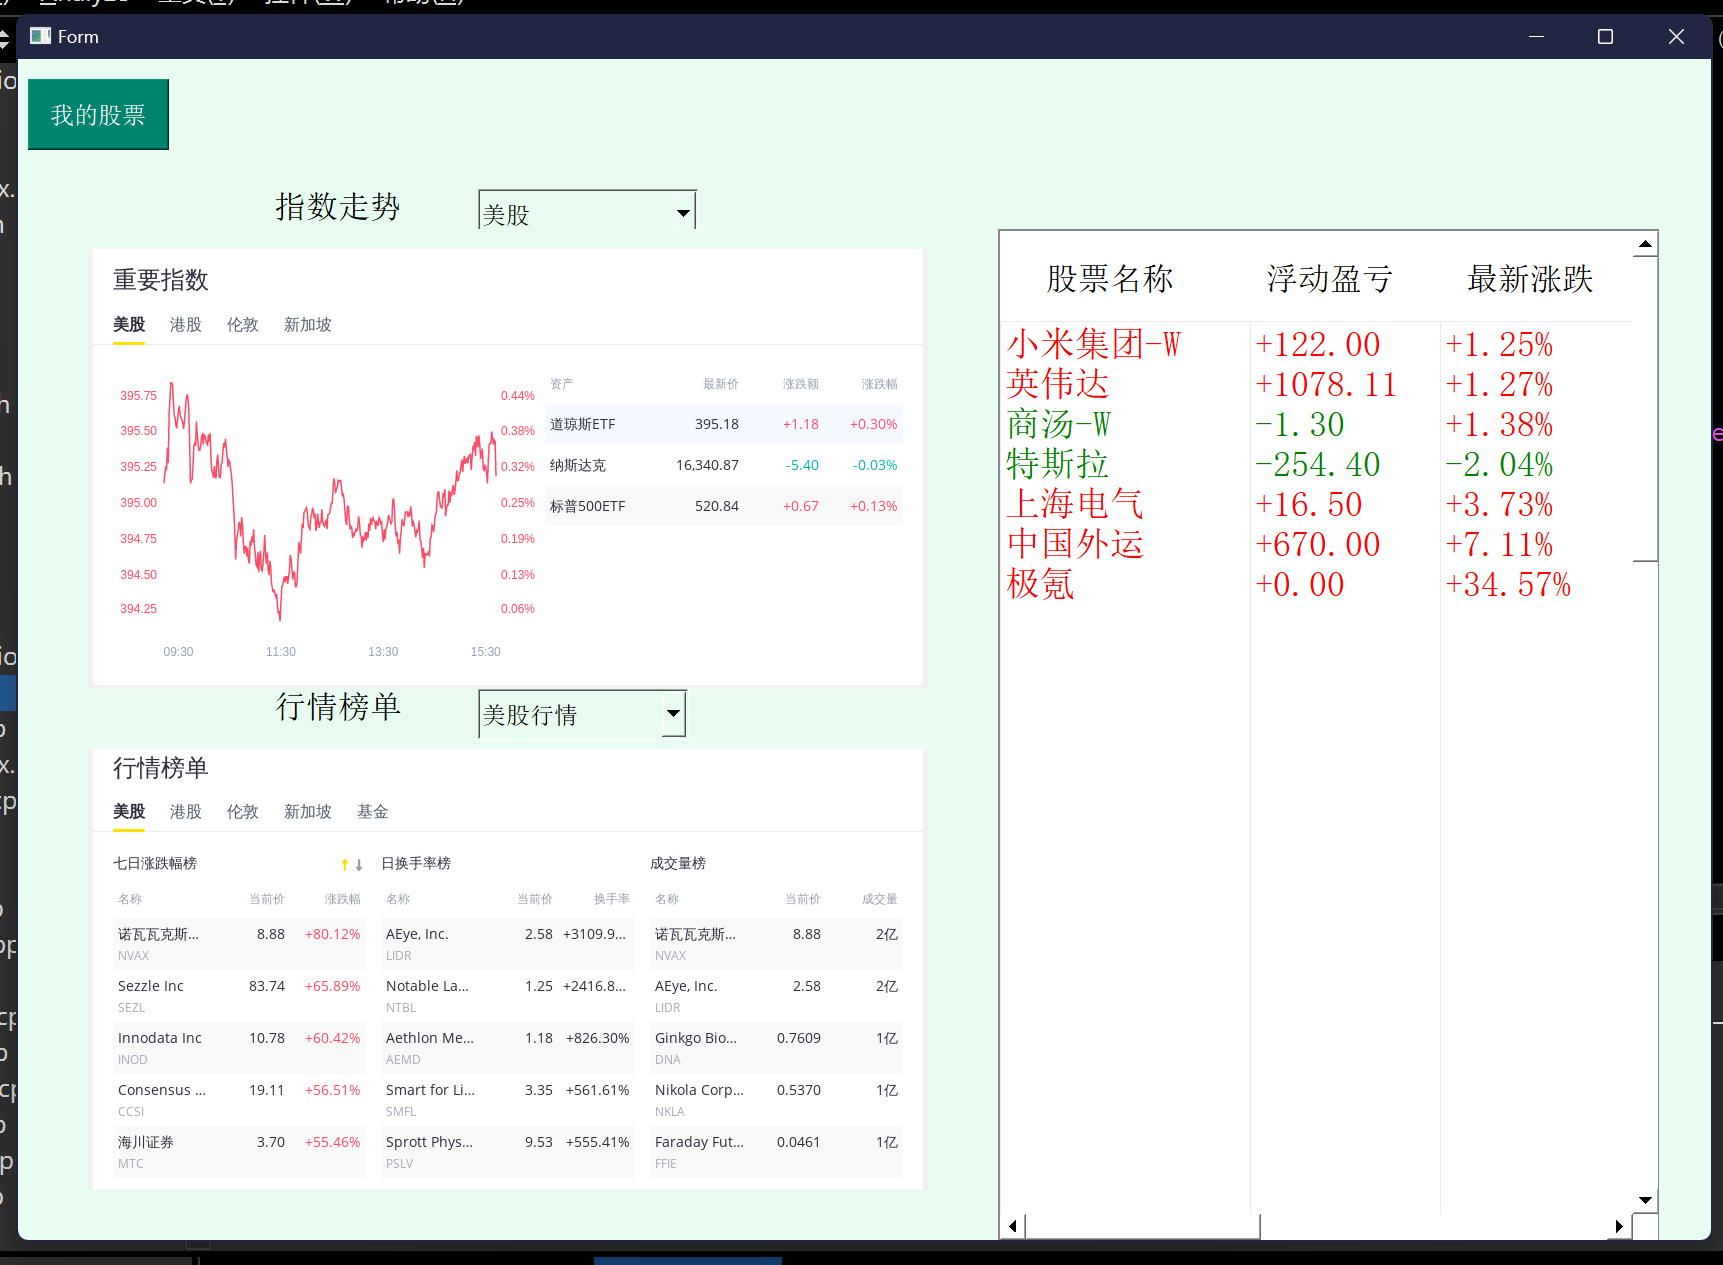 Form
我的股票
指数走势 美股
重要指数
美股 港股 伦敦 新加坡
395.75
395.50
395.25
395.00
394.75
394.50
394.25
0.44%
0.38%
0.32%
0.25%
0.19%
0.13%
0.06%
09:30 11:30 13:30 15:30
资产 最新价 涨跌额 涨跌幅
道琼斯ETF 395.18 +1.18 +0.30%
纳斯达克 16,340.87 -5.40 -0.03%
标普500ETF 520.84 +0.67 +0.13%
行情榜单 美股行情
行情榜单
美股 港股 伦敦 新加坡 基金
七日涨跌幅榜
名称 当前价 涨跌幅
诺瓦瓦克斯... 8.88 +80.12%
NVAX
Sezzle Inc 83.74 +65.89%
SEZL
Innodata Inc 10.78 +60.42%
INOD
Consensus ... 19.11 +56.51%
CCSI
海川证券 3.70 +55.46%
MTC
日换手率榜
名称 当前价 换手率
AEye, Inc. 2.58 +3109.9...
LIDR
Notable La... 1.25 +2416.8...
NTBL
Aethlon Me... 1.18 +826.30%
AEMD
Smart for Li... 3.35 +561.61%
SMFL
Sprott Phys... 9.53 +555.41%
PSLV
成交量榜
名称 当前价 成交量
诺瓦瓦克斯... 8.88 2亿
NVAX
AEye, Inc. 2.58 2亿
LIDR
Ginkgo Bio... 0.7609 1亿
DNA
Nikola Corp... 0.5370 1亿
NKLA
Faraday Fut... 0.0461 1亿
FFIE
股票名称 浮动盈亏 最新涨跌
小米集团-W +122.00 +1.25%
英伟达 +1078.11 +1.27%
商汤-W -1.30 +1.38%
特斯拉 -254.40 -2.04%
上海电气 +16.50 +3.73%
中国外运 +670.00 +7.11%
极氪 +0.00 +34.57%